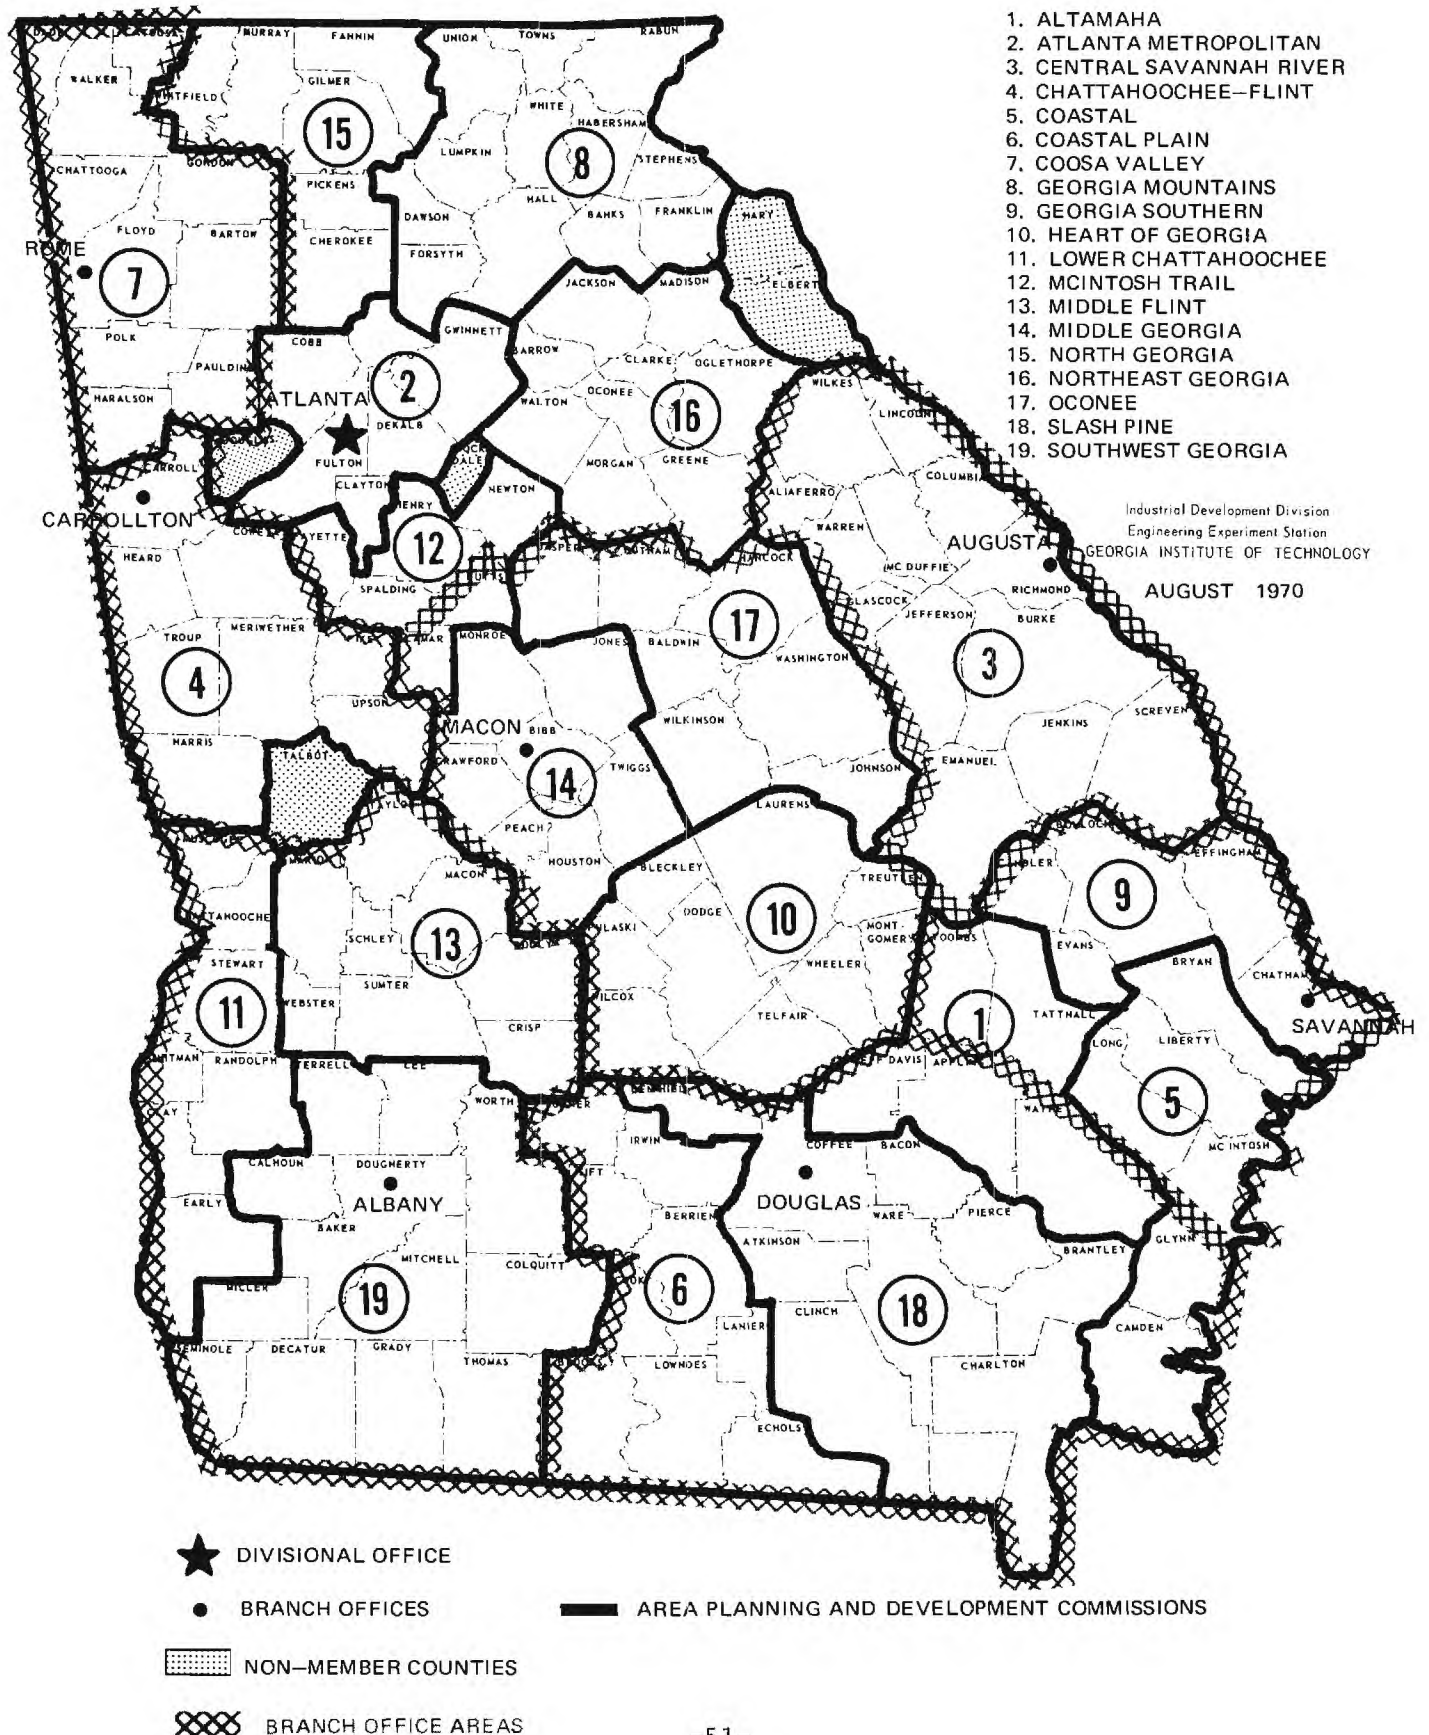 1. ALTAMAHA
2. ATLANTA METROPOLITAN
3. CENTRAL SAVANNAH RIVER
4. CHATTAHOOCHEE–FLINT
5. COASTAL
6. COASTAL PLAIN
7. COOSA VALLEY
8. GEORGIA MOUNTAINS
9. GEORGIA SOUTHERN
10. HEART OF GEORGIA
11. LOWER CHATTAHOOCHEE
12. MCINTOSH TRAIL
13. MIDDLE FLINT
14. MIDDLE GEORGIA
15. NORTH GEORGIA
16. NORTHEAST GEORGIA
17. OCONEE
18. SLASH PINE
19. SOUTHWEST GEORGIA
Industrial Development Division
Engineering Experiment Station
GEORGIA INSTITUTE OF TECHNOLOGY
AUGUST 1970
MURRAY
FANNIN
UNION
TOWNS
RABUN
WALKER
GILMER
WHITE
HABERSHAM
15
8
LUMPKIN
STEPHENS
CHATTOOGA
GORDON
PICKENS
HALL
BANKS
FRANKLIN
HARY
DAWSON
FLOYD
BARTOW
CHEROKEE
FORSYTH
ROME
7
JACKSON
MADISON
ELBERT
POLK
COBB
GWINNETT
BARROW
CLARKE
OGLETHORPE
PAULDIN
2
WILKES
HARALSON
ATLANTA
WALTON
OCONEE
16
LINCOLN
DEKALB
DOUGLAS
FULTON
MORGAN
GREENE
CARROLL
CLAYTON
NEWTON
COLUMBIA
ALIAFERRO
HENRY
CARROLLTON
12
WARREN
AUGUSTA
HEARD
HANCOCK
MC DUFFIE
SPALDING
RICHMOND
GLASCOCK
JEFFERSON
BURKE
TROUP
MERIWETHER
MONROE
JONES
BALDWIN
17
WASHINGTON
3
4
UPSON
WILKINSON
JENKINS
SCREVEN
HARRIS
MACON
BIBB
TALBOT
RAWFORD
14
TWIGGS
JOHNSON
EMANUEL
LAURENS
PEACH
HOUSTON
BLECKLEY
MACON
TREUTLEN
EFFINGHAM
9
DODGE
10
MONT-
GOMERY
TOOMBS
SCHLEY
13
EVANS
STEWART
WHEELER
BRYAN
SUMTER
CHATHAM
WEBSTER
11
TELFAIR
1
TATTNALL
SAVANNAH
CRISP
LONG
LIBERTY
RANDOLPH
TERRELL
LEE
JEFF DAVIS
WORTH
5
WAYNE
IRWIN
COFFEE
BACON
MC INTOSH
CALHOUN
DOUGHERTY
EARLY
ALBANY
DOUGLAS
WARE
PIERCE
BAKER
BERRIEN
ATKINSON
BRANTLEY
GLYNN
MITCHELL
COLQUITT
MILLER
19
6
CLINCH
18
LANIER
CAMDEN
SEMINOLE
DECATUR
GRADY
THOMAS
LOWNDES
CHARLTON
ECHOLS
DIVISIONAL OFFICE
BRANCH OFFICES
AREA PLANNING AND DEVELOPMENT COMMISSIONS
NON–MEMBER COUNTIES
BRANCH OFFICE AREAS